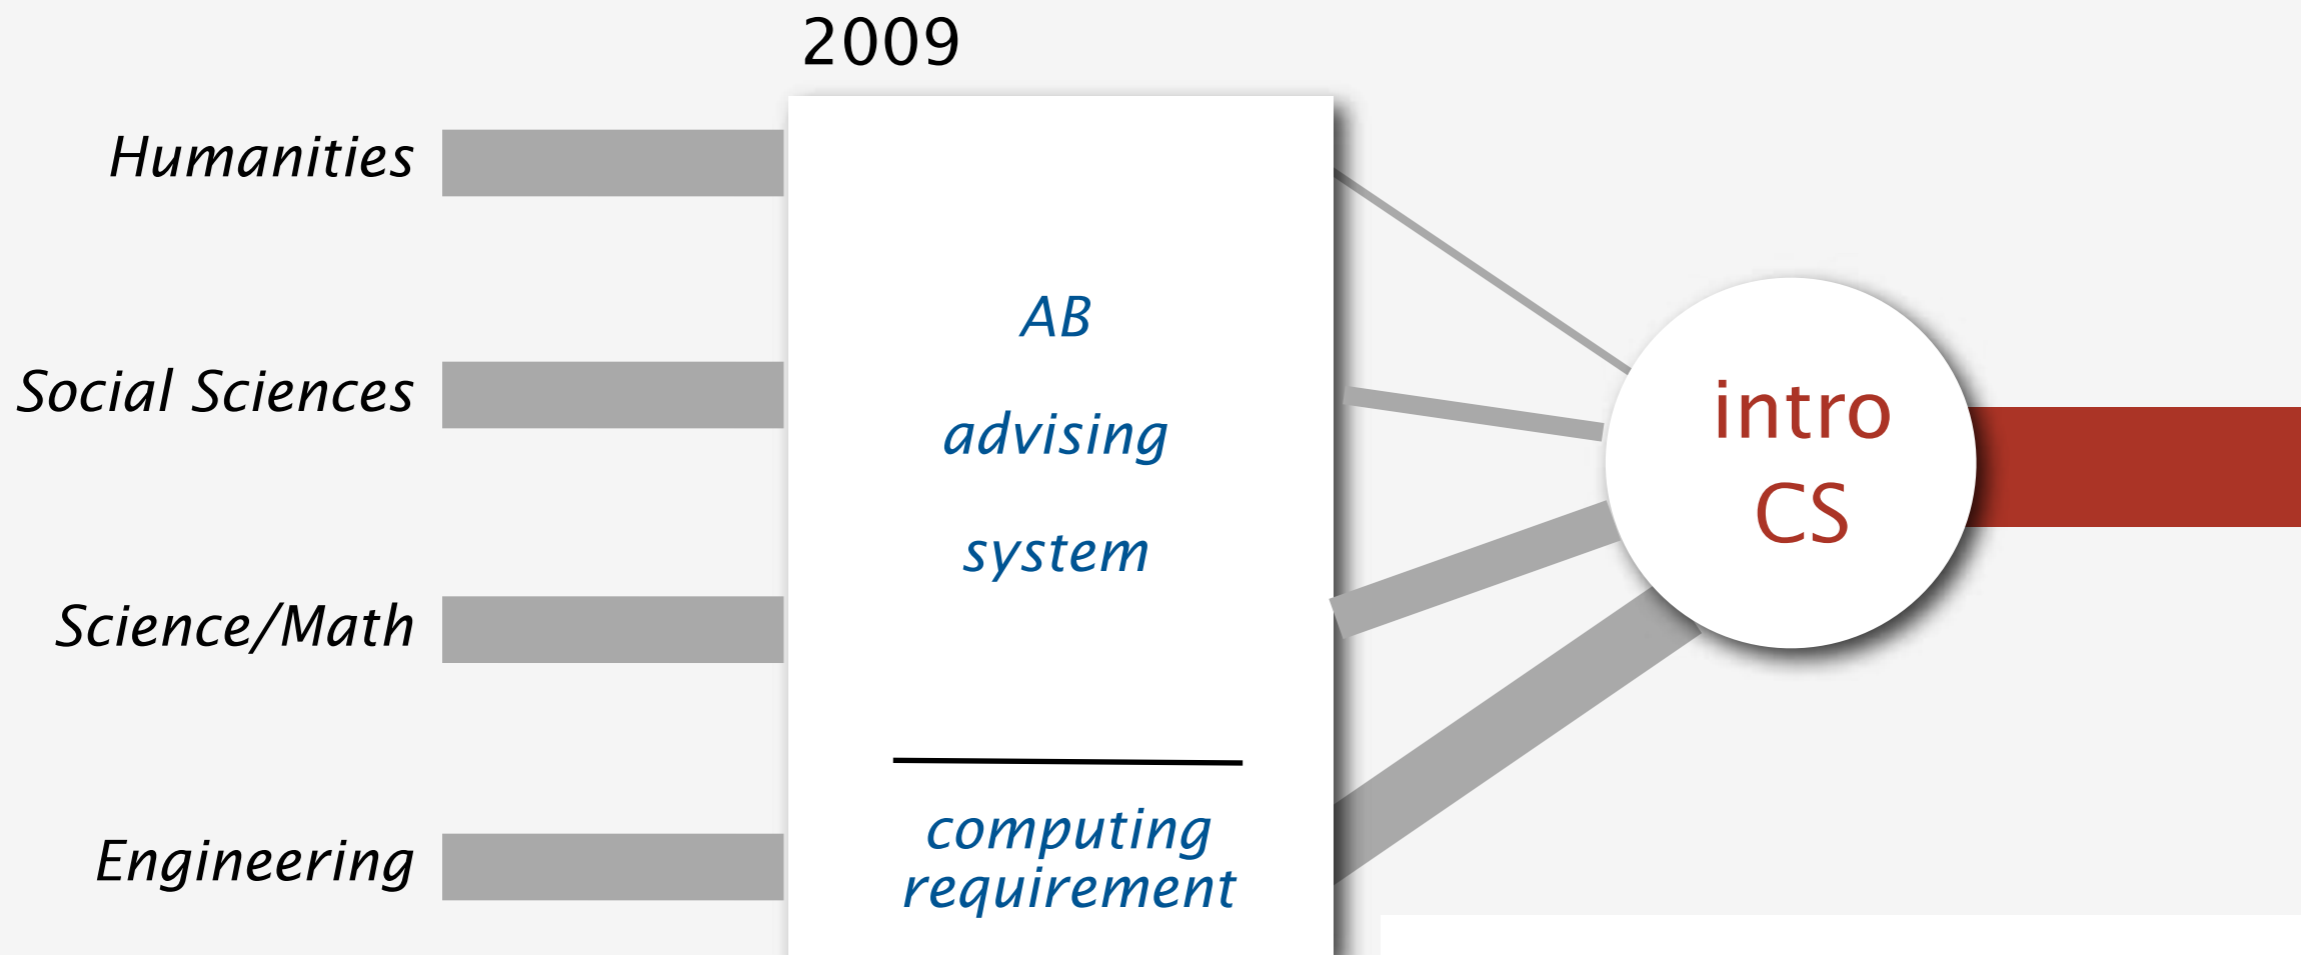 2009
Humanities
Social Sciences
Science/Math
Engineering
AB
advising
system
computing
requirement
intro
CS